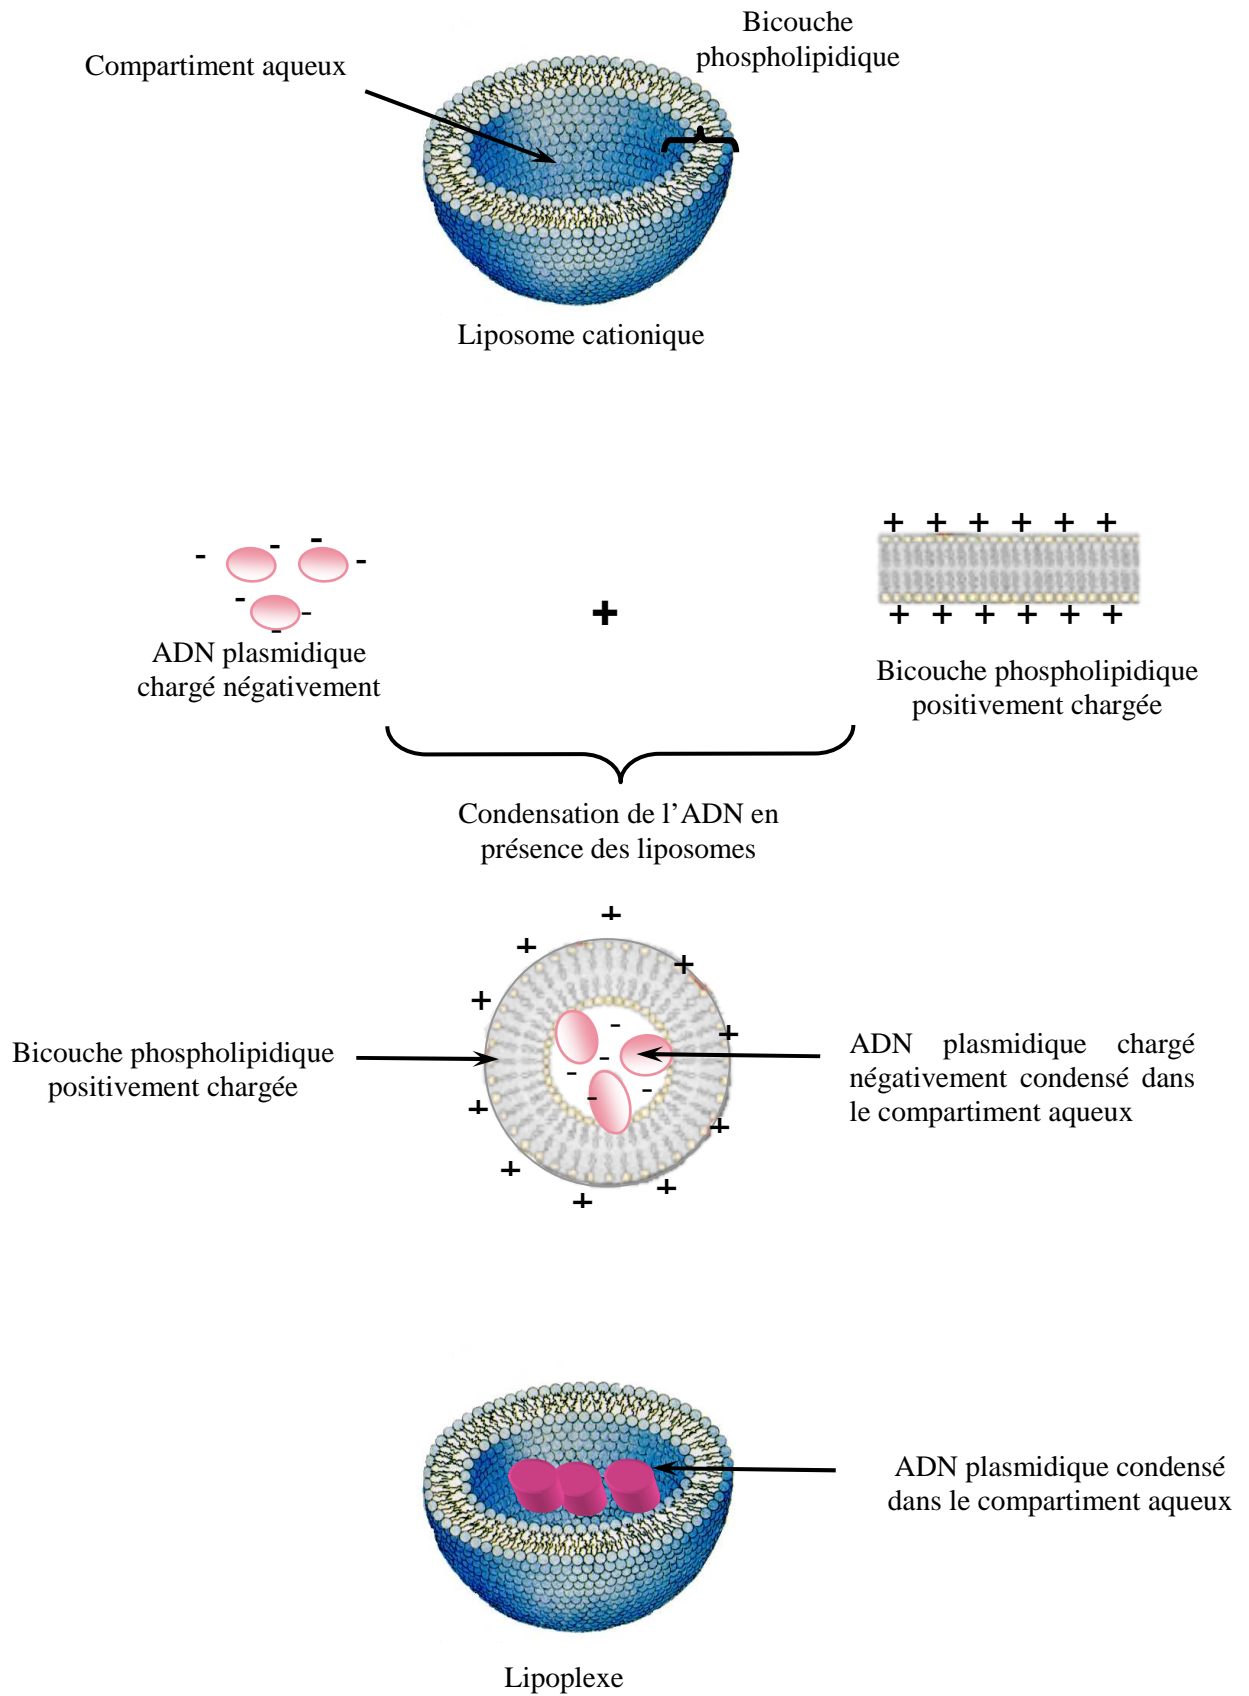 Bicouche
phospholipidique
Compartiment aqueux
Liposome cationique
+ + + + + +
- - - -
- -
-
+
+ + + + + +
ADN plasmidique
chargé négativement
Bicouche phospholipidique
positivement chargée
Condensation de l’ADN en
présence des liposomes
+
+
+
+
+
-
-
-
-
-
Bicouche phospholipidique
positivement chargée
ADN plasmidique chargé
négativement condensé dans
le compartiment aqueux
+
+
+
+
+
ADN plasmidique condensé
dans le compartiment aqueux
Lipoplexe